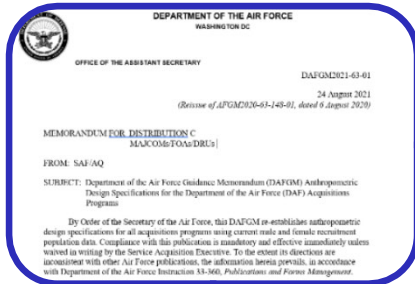 DEPARTMENT OF THE AIR FORCE
WASHINGTON DC
OFFICE OF THE ASSISTANT SECRETARY
DAFGM2021-63-01
24 August 2021
(Reissue of AFGM2020-63-148-01, dated 6 August 2020)
MEMORANDUM FOR DISTRIBUTION C
MAJCOMs/FOAs/DRUs
FROM: SAF/AQ
SUBJECT: Department of the Air Force Guidance Memorandum (DAFGM) Anthropometric
Design Specifications for the Department of the Air Force (DAF) Acquisitions
Programs
By Order of the Secretary of the Air Force, this DAFGM re-establishes anthropometric
design specifications for all acquisitions programs using current male and female recruitment
population data. Compliance with this publication is mandatory and effective immediately unless
waived in writing by the Service Acquisition Executive. To the extent its directions are
inconsistent with other Air Force publications, the information herein prevails, in accordance
with Department of the Air Force Instruction 33-360, Publications and Forms Management.